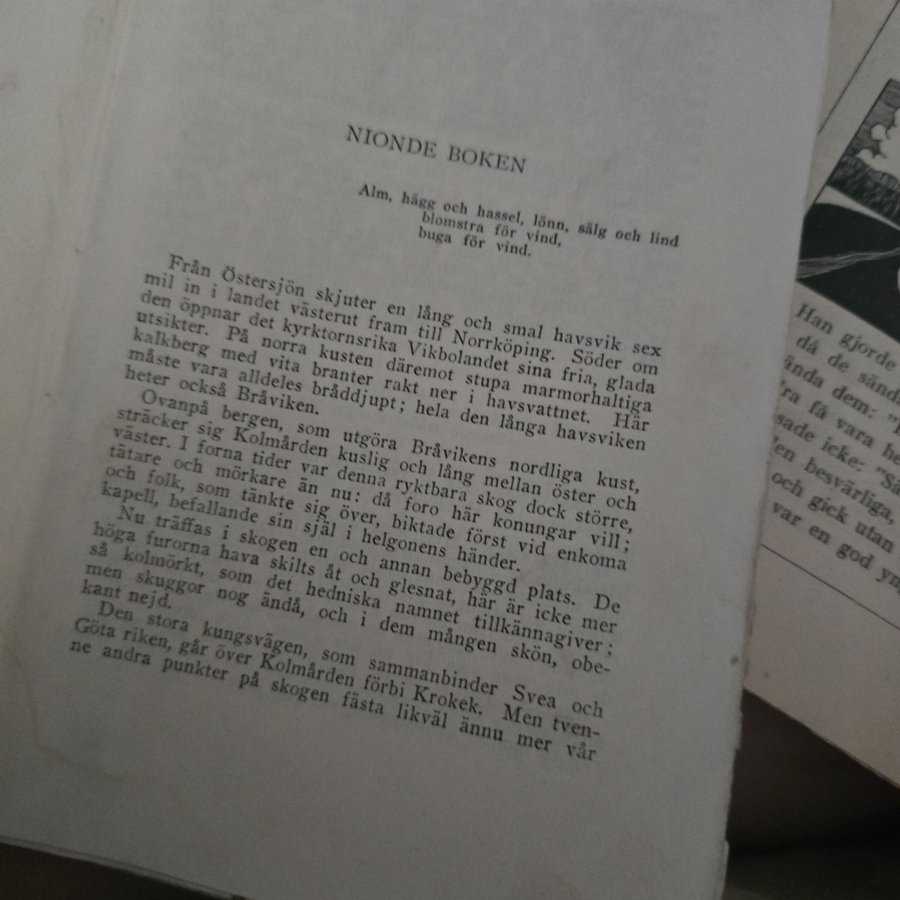 NIONDE BOKEN
Alm, hägg och hassel, lönn, sälg och lind
blomstra för vind,
buga för vind.
Från Östersjön skjuter en lång och smal havsvik sex
mil in i landet västerut fram till Norrköping. Söder om
den öppnar det kyrktornsrika Vikbolandet sina fria, glada
utsikter. På norra kusten däremot stupa marmorhaltiga
kalkberg med vita branter rakt ner i havsvattnet. Här
måste vara alldeles bråddjupt; hela den långa havsviken
heter också Bråviken.
Ovanpå bergen, som utgöra Bråvikens nordliga kust,
sträcker sig Kolmården kuslig och lång mellan öster och
väster. I forna tider var denna ryktbara skog dock större,
tätare och mörkare än nu: då foro här konungar vill;
och folk, som tänkte sig över, biktade först vid enkoma
kapell, befallande sin själ i helgonens händer.
Nu träffas i skogen en och annan bebyggd plats. De
höga furorna hava skilts åt och glesnat, här är icke mer
så kolmörkt, som det hedniska namnet tillkännagiver;
men skuggor nog ändå, och i dem mången skön, obe-
kant nejd.
Den stora kungsvägen, som sammanbinder Svea och
Göta riken, går över Kolmården förbi Krokek. Men tven-
ne andra punkter på skogen fästa likväl ännu mer vår
Han gjorde
då de sänd
ända dem:
ra få vara he
sade icke: "Så
en besvärliga,
och gick utan
var en god yn